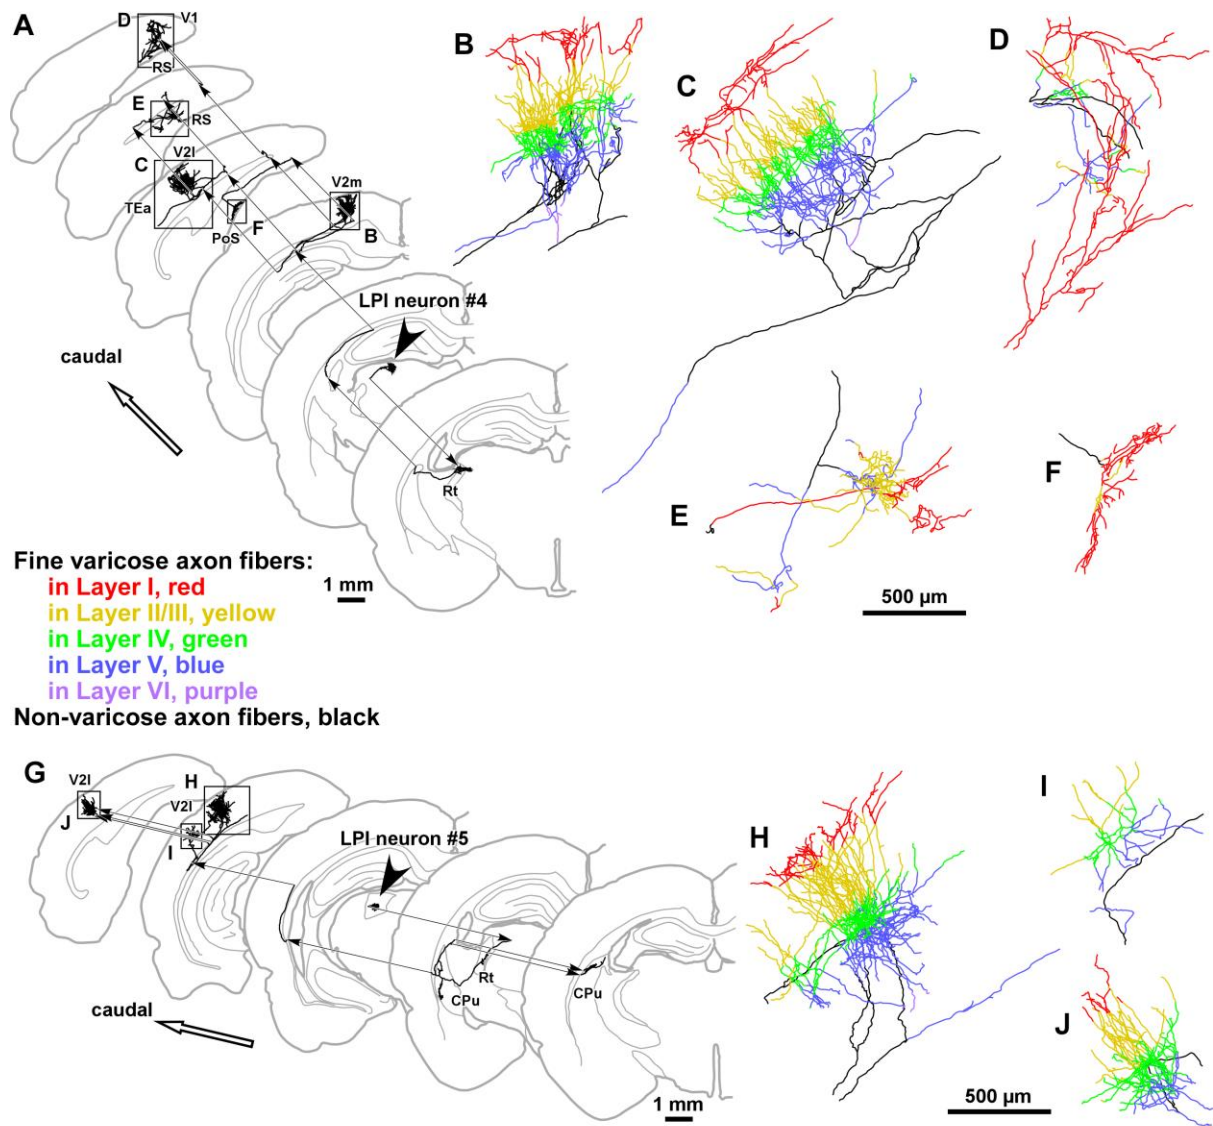 A
D
V1
RS
E
RS
C
V2l
TEa
F
PoS
V2m
B
LPI neuron #4
caudal
Rt
1 mm
B
C
D
E
F
500 µm
Fine varicose axon fibers:
in Layer I, red
in Layer II/III, yellow
in Layer IV, green
in Layer V, blue
in Layer VI, purple
Non-varicose axon fibers, black
G
V2l
J
H
V2l
I
LPI neuron #5
caudal
Rt
CPu
CPu
1 mm
H
I
J
500 µm